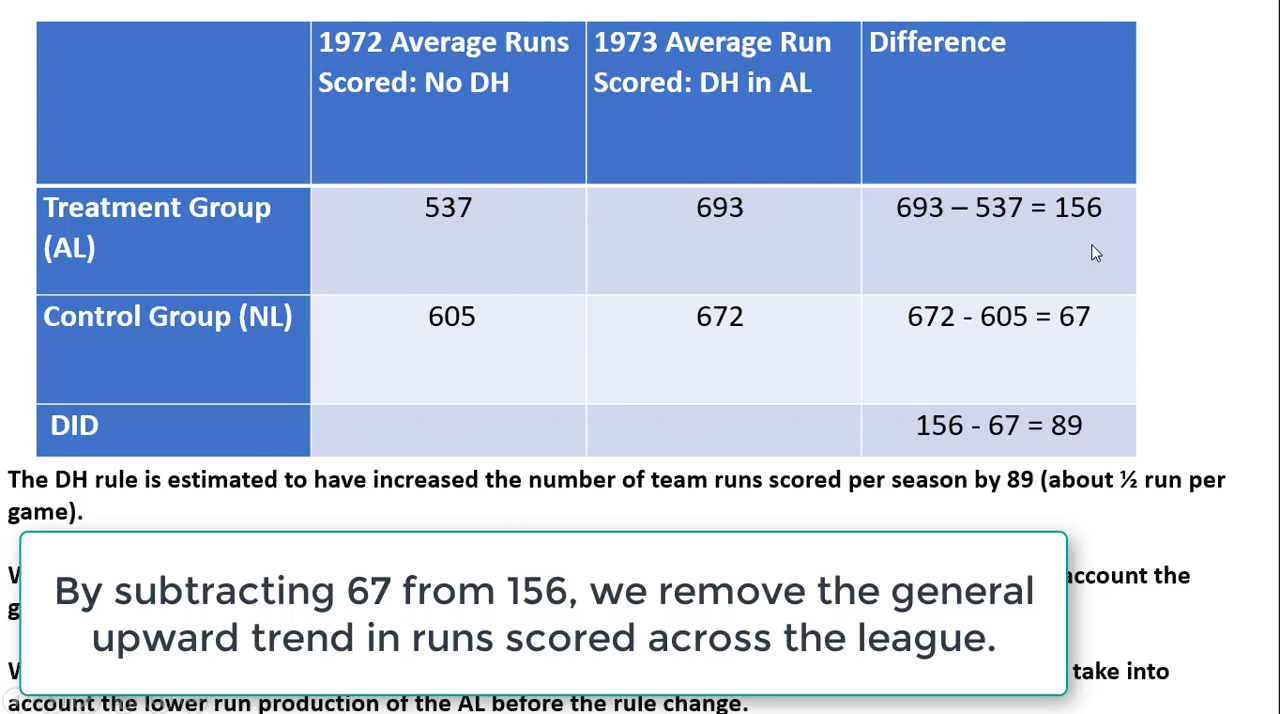 1972 Average Runs Scored: No DH
1973 Average Run Scored: DH in AL
Difference
Treatment Group (AL)
537
693
693 – 537 = 156
Control Group (NL)
605
672
672 - 605 = 67
DID
156 - 67 = 89
The DH rule is estimated to have increased the number of team runs scored per season by 89 (about ½ run per
game).
account the
By subtracting 67 from 156, we remove the general
upward trend in runs scored across the league.
take into
account the lower run production of the AL before the rule change.